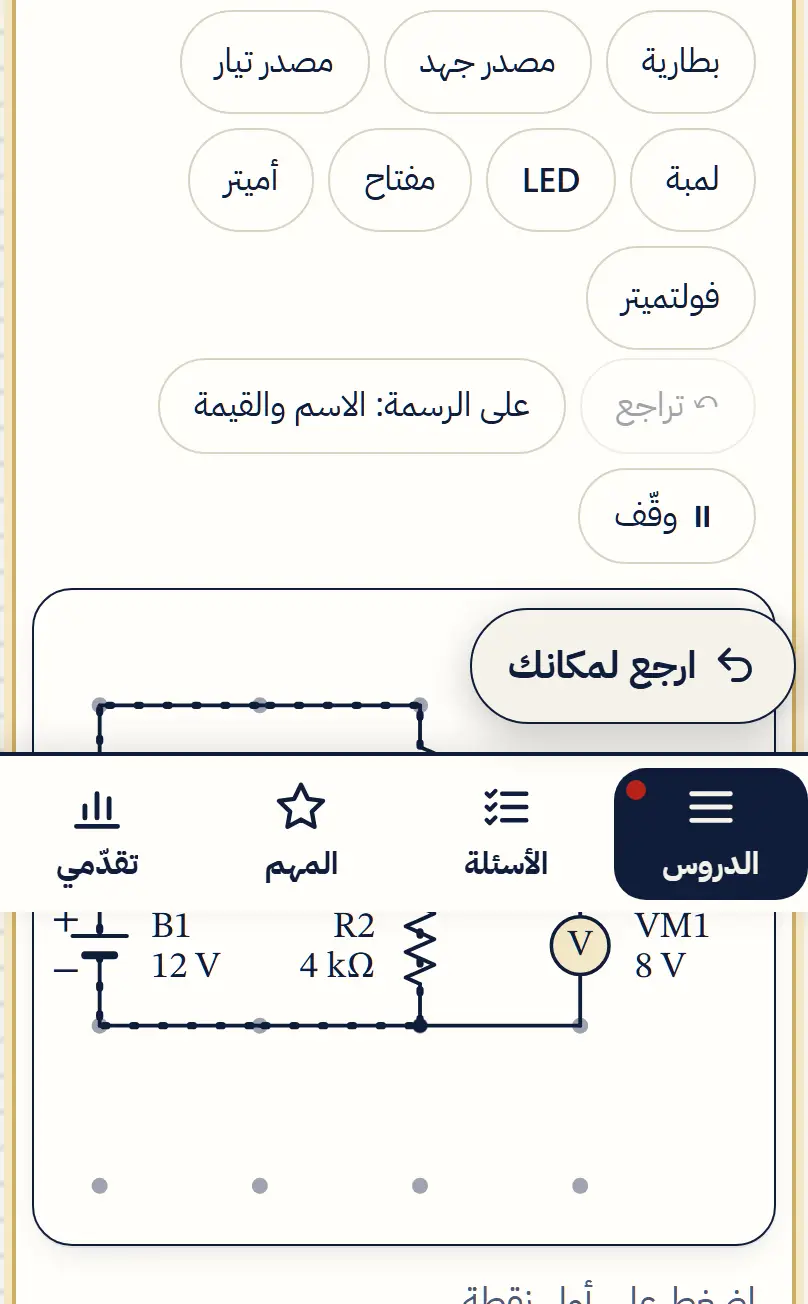 بطارية مصدر جهد مصدر تيار
لمبة LED مفتاح أميتر
فولتميتر
تراجع على الرسمة: الاسم والقيمة
وقّف
ارجع لمكانك
الدروس الأسئلة المهم تقدّمي
+ B1 R2 V VM1
− 12 V 4 kΩ 8 V